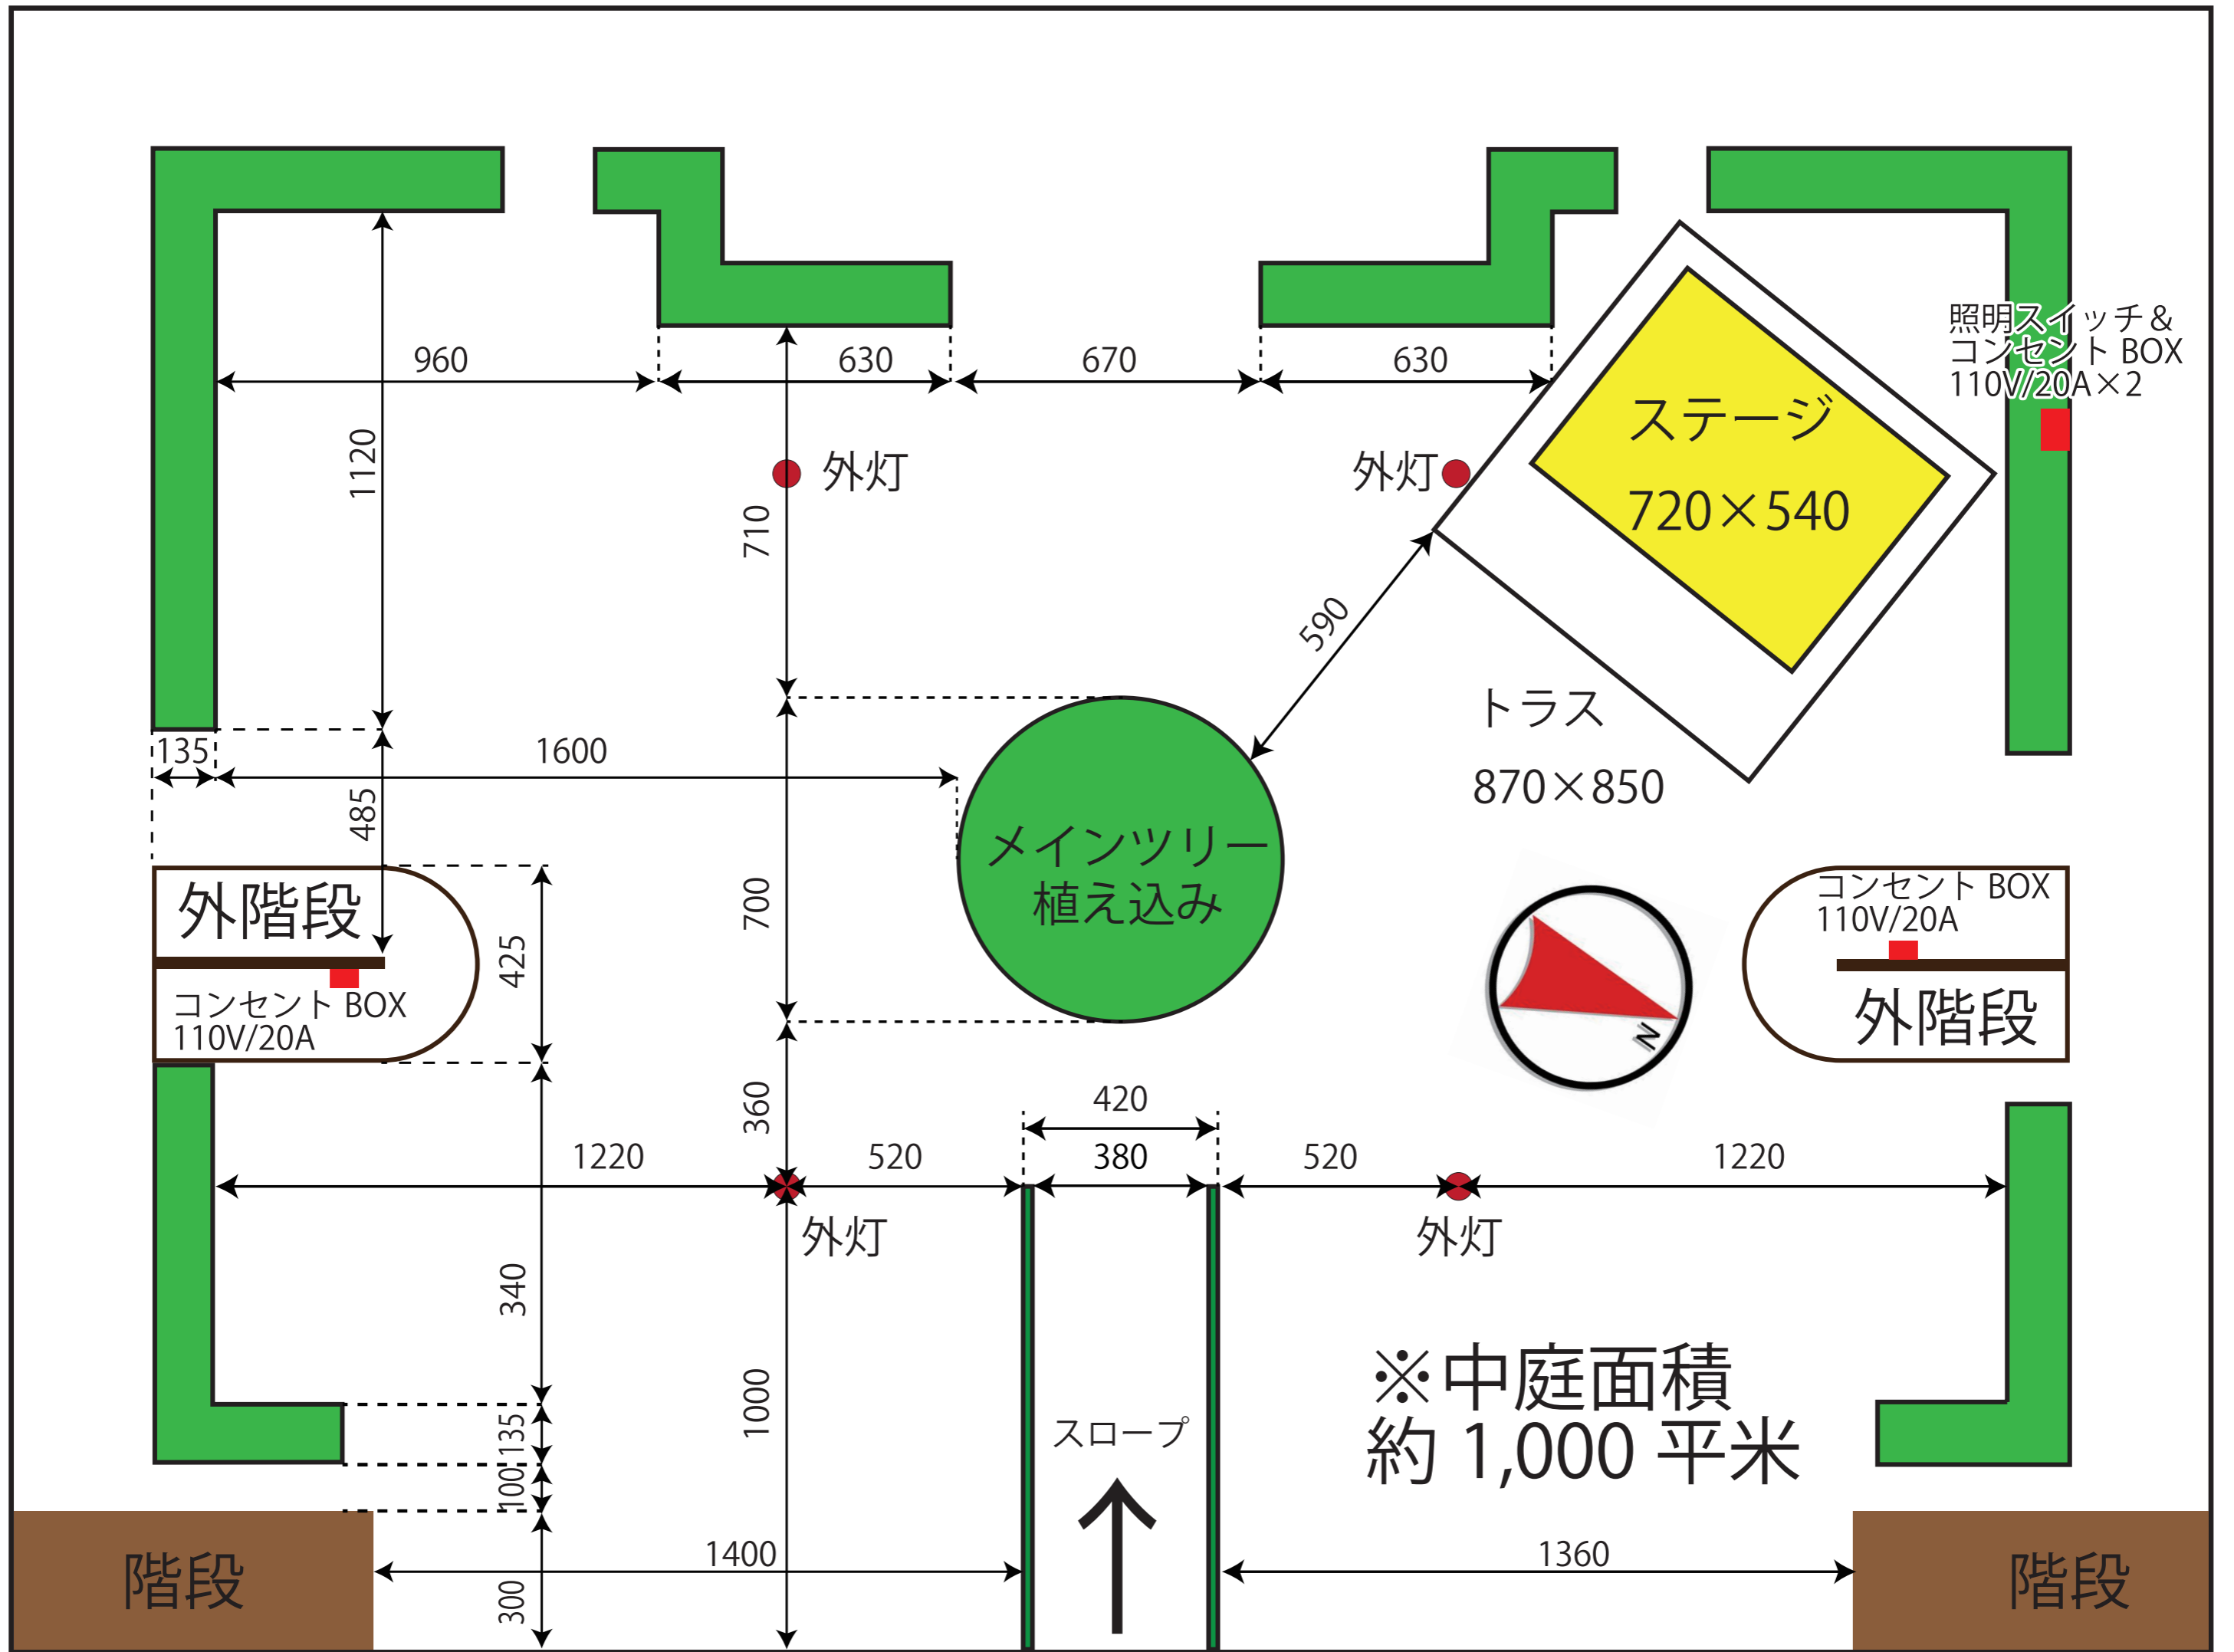 960
630
670
630
照明スイッチ&
コンセント BOX
110V/20A×2
1120
外灯
外灯
ステージ
720×540
710
590
トラス
870×850
135
1600
485
外階段
コンセント BOX
110V/20A
425
700
メインツリー
植え込み
N
コンセント BOX
110V/20A
外階段
360
420
1220
520
380
520
1220
外灯
外灯
340
1000
※中庭面積
約 1,000 平米
135
100
スロープ
階段
300
1400
1360
階段